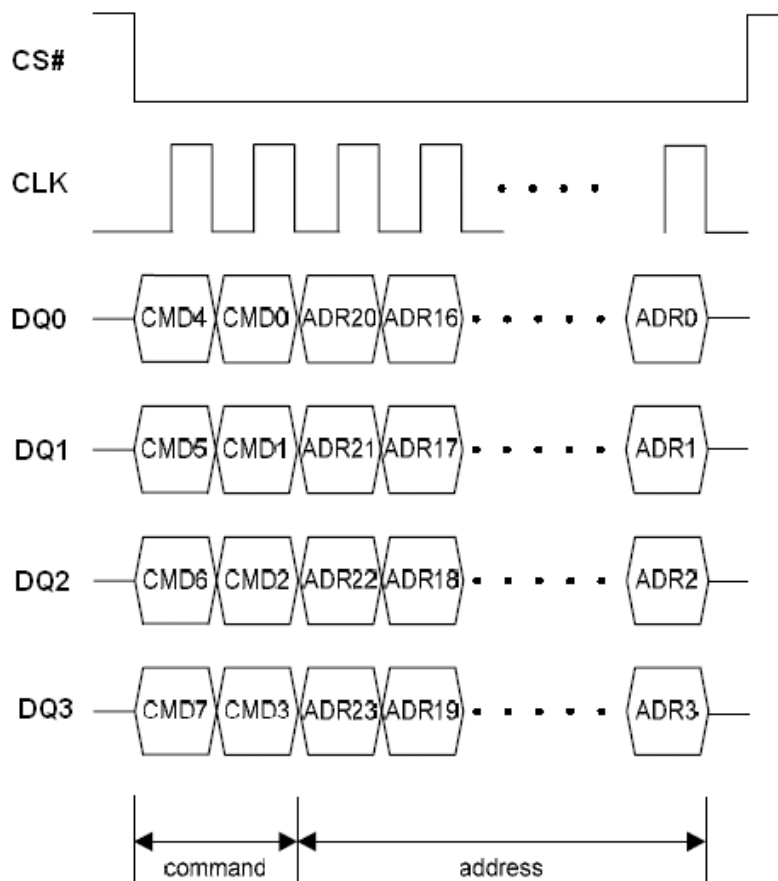 CS#
CLK
DQ0 CMD4 CMD0 ADR20 ADR16 ADR0
DQ1 CMD5 CMD1 ADR21 ADR17 ADR1
DQ2 CMD6 CMD2 ADR22 ADR18 ADR2
DQ3 CMD7 CMD3 ADR23 ADR19 ADR3
command address